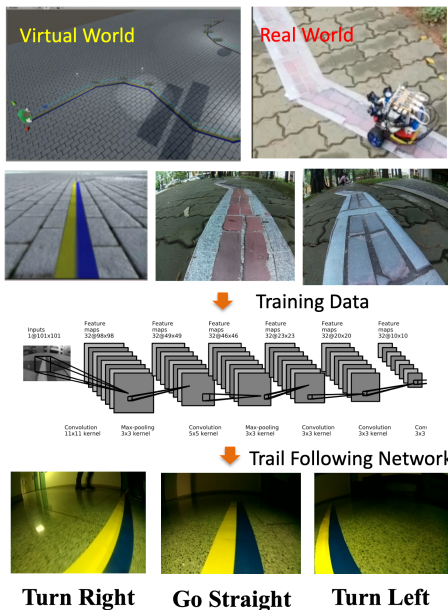 Virtual World
Real World
Training Data
Inputs
1@101x101
Feature
maps
32@98x98
Feature
maps
32@49x49
Feature
maps
32@46x46
Feature
maps
32@23x23
Feature
maps
32@20x20
Feature
maps
32@10x10
Convolution
11x11 kernel
Max-pooling
3x3 kernel
Convolution
5x5 kernel
Max-pooling
3x3 kernel
Convolution
3x3 kernel
Convolution
3x3 kernel
Con
3x3
Trail Following Network
Turn Right
Go Straight
Turn Left